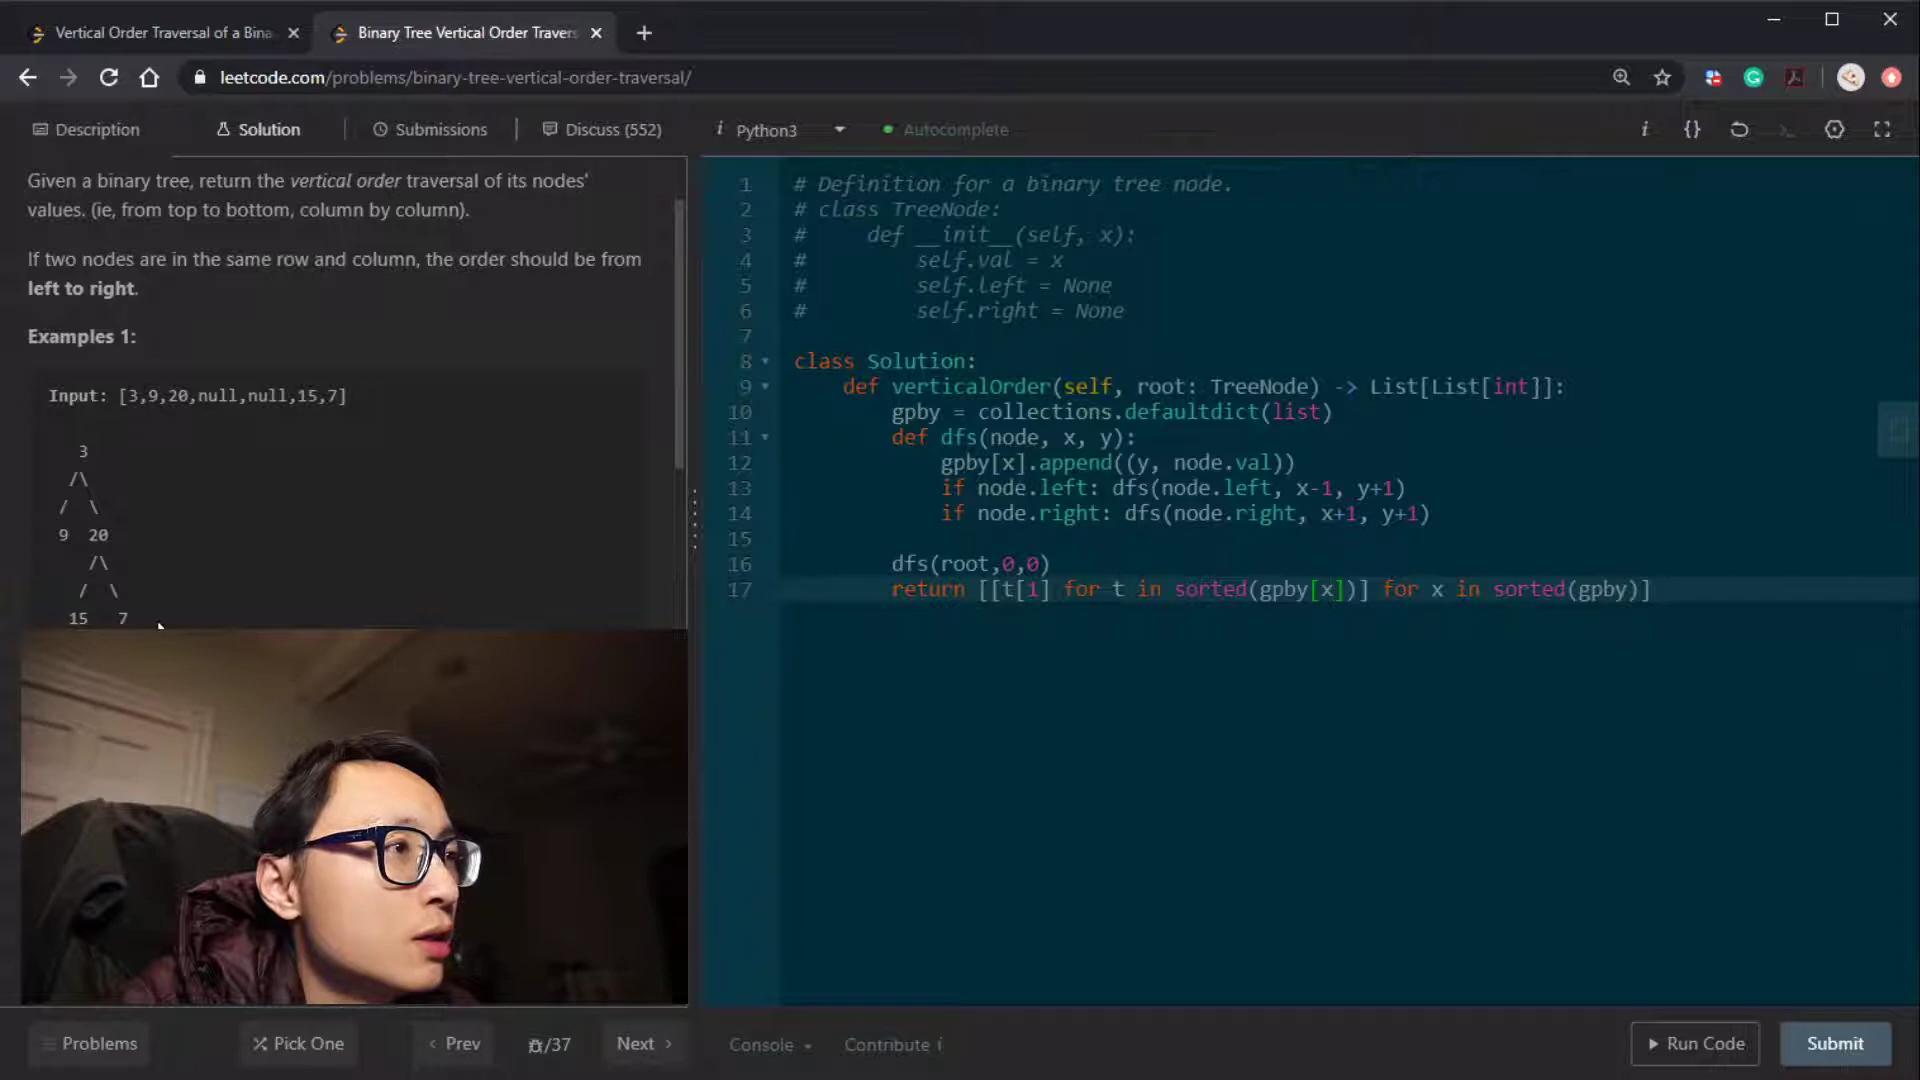 Vertical Order Traversal of a Bina
Binary Tree Vertical Order Travers
leetcode.com/problems/binary-tree-vertical-order-traversal/
Description
Solution
Submissions
Discuss (552)
i Python3
Autocomplete
i {}
Given a binary tree, return the vertical order traversal of its nodes'
values. (ie, from top to bottom, column by column).
If two nodes are in the same row and column, the order should be from
left to right.
Examples 1:
Input: [3,9,20,null,null,15,7]
3
/\
/ \
9 20
/\
/ \
15 7
1 # Definition for a binary tree node.
2 # class TreeNode:
3 # def __init__(self, x):
4 # self.val = x
5 # self.left = None
6 # self.right = None
7
8 class Solution:
9 def verticalOrder(self, root: TreeNode) -> List[List[int]]:
10 gpby = collections.defaultdict(list)
11 def dfs(node, x, y):
12 gpby[x].append((y, node.val))
13 if node.left: dfs(node.left, x-1, y+1)
14 if node.right: dfs(node.right, x+1, y+1)
15
16 dfs(root,0,0)
17 return [[t[1] for t in sorted(gpby[x])] for x in sorted(gpby)]
Problems
Pick One
Prev
/37
Next
Console
Contribute i
Run Code
Submit